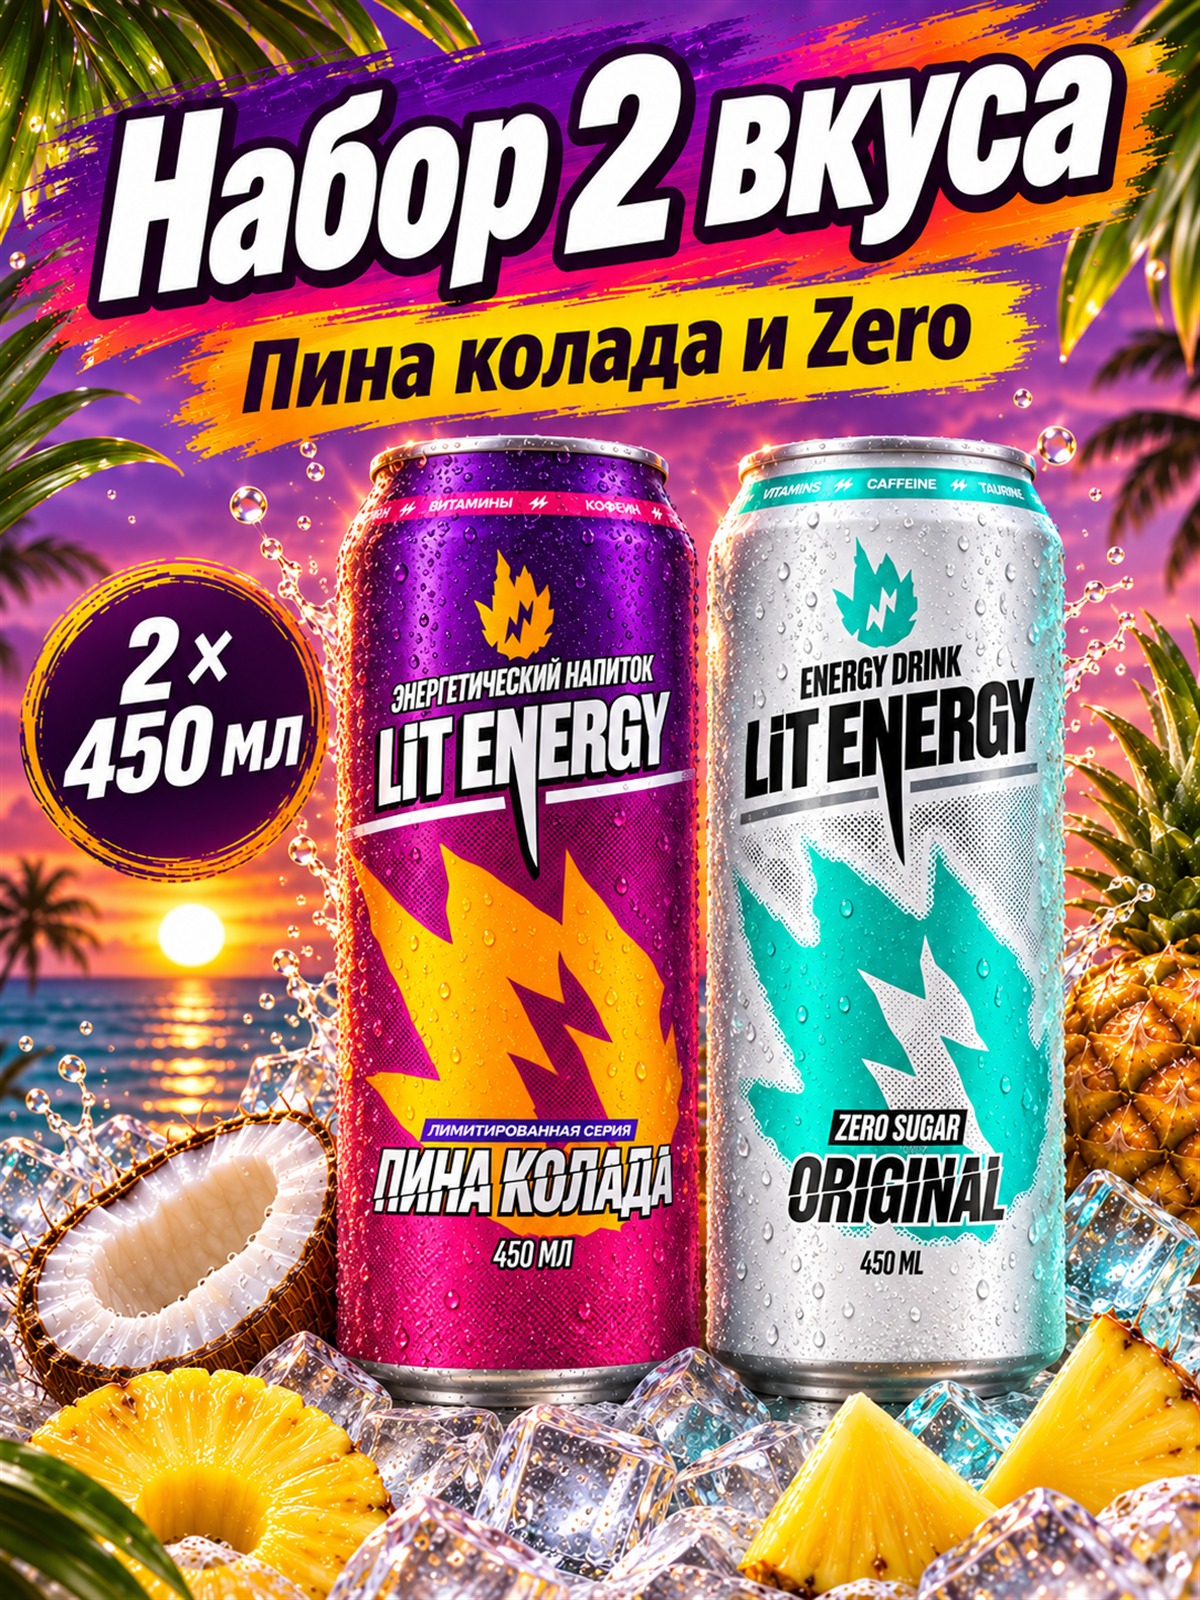 Набор 2 вкуса
Пина колада и Zero
2×
450 мл
ВИТАМИНЫ
КОФЕИН
ЭНЕРГЕТИЧЕСКИЙ НАПИТОК
LiT ENERGY
ЛИМИТИРОВАННАЯ СЕРИЯ
ПИНА КОЛАДА
450 МЛ
VITAMINS CAFFEINE TAURINE
ENERGY DRINK
LiT ENERGY
ZERO SUGAR
ORIGINAL
450 ML